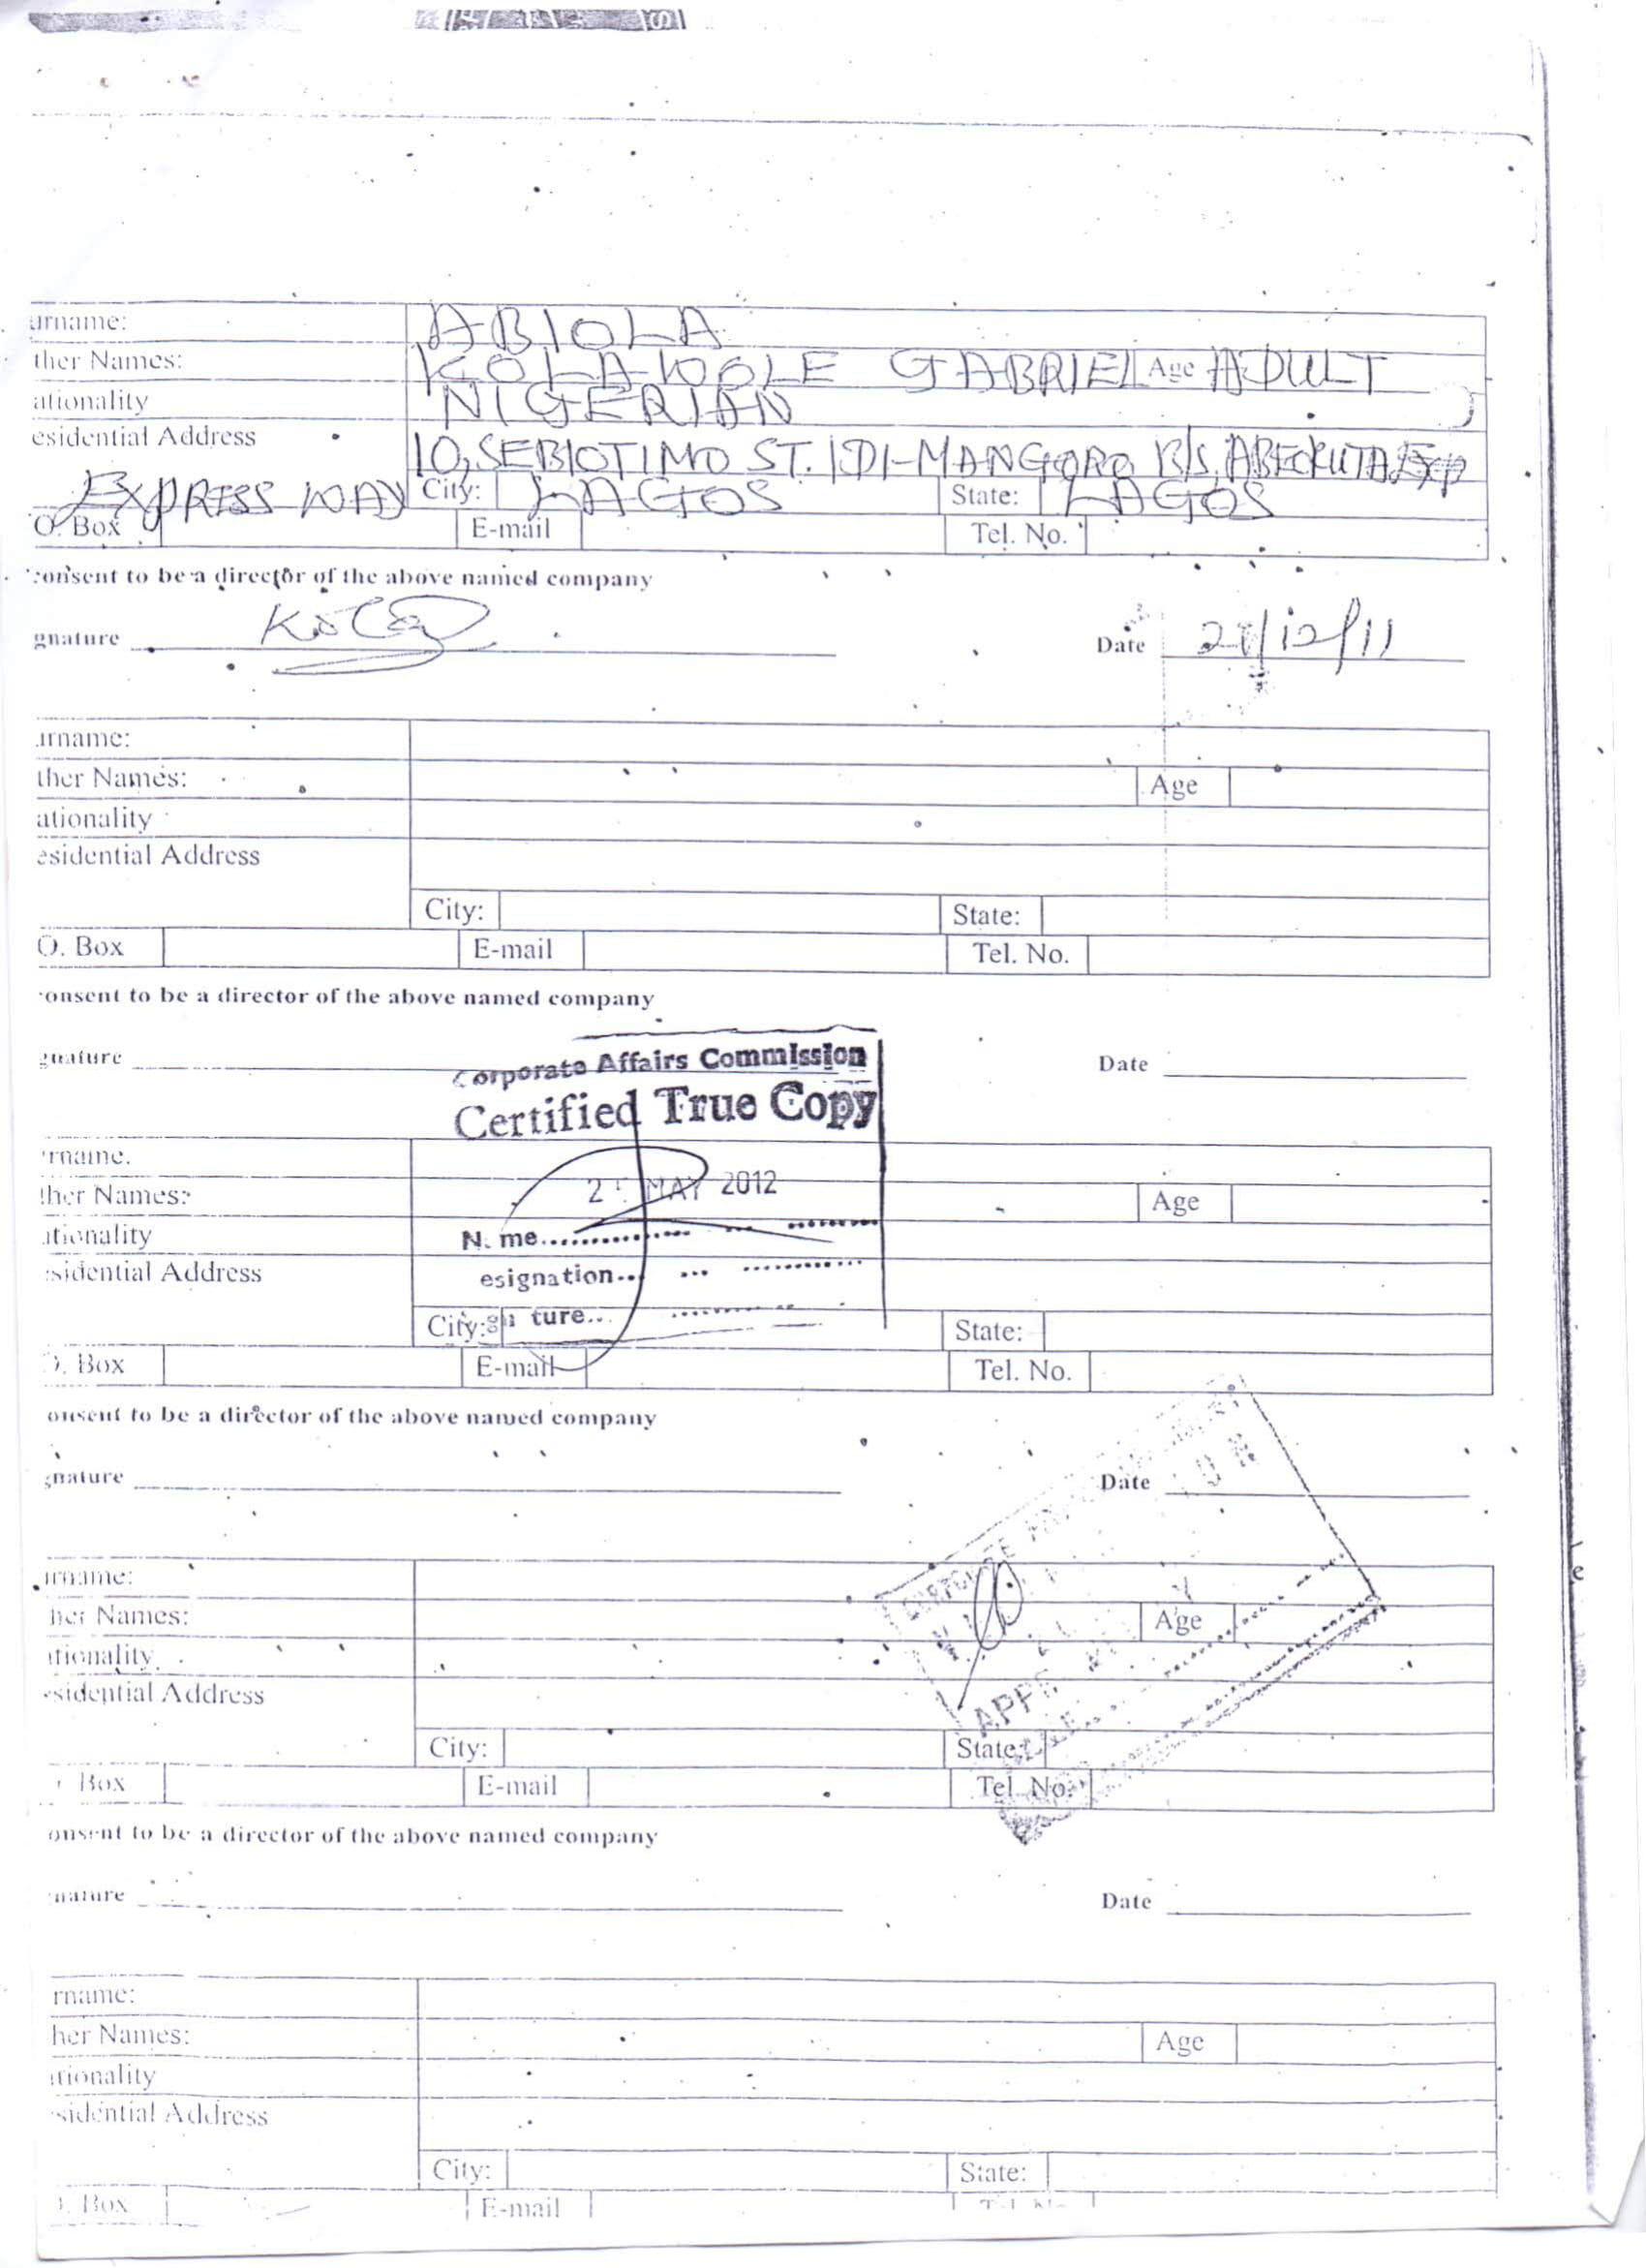 urname: ABIOLA
ther Names: KOLAWOLE GABRIEL Age ADULT
ationality NIGERIAN
esidential Address 10, SEBIOTIMO ST. IDI-MANGORO B/S, ABEOKUTA Exp
EXPRESS WAY City: LAGOS State: LAGOS
O. Box E-mail Tel. No.
consent to be a director of the above named company
gnature Date /12/11
urname:
ther Names: Age
ationality
esidential Address
City: State:
O. Box E-mail Tel. No.
onsent to be a director of the above named company
gnature Date
Corporate Affairs Commission
Certified True Copy
rname.
ther Names: MAY 2012 Age
ationality N. me
sidential Address esignation
City: ture State:
O. Box E-mail Tel. No.
onsent to be a director of the above named company
gnature Date
urname:
her Names: Age
tionality
sidential Address
City: State:
Box E-mail Tel. No.
onsent to be a director of the above named company
nature Date
rname:
her Names: Age
tionality
sidential Address
City: State:
Box E-mail